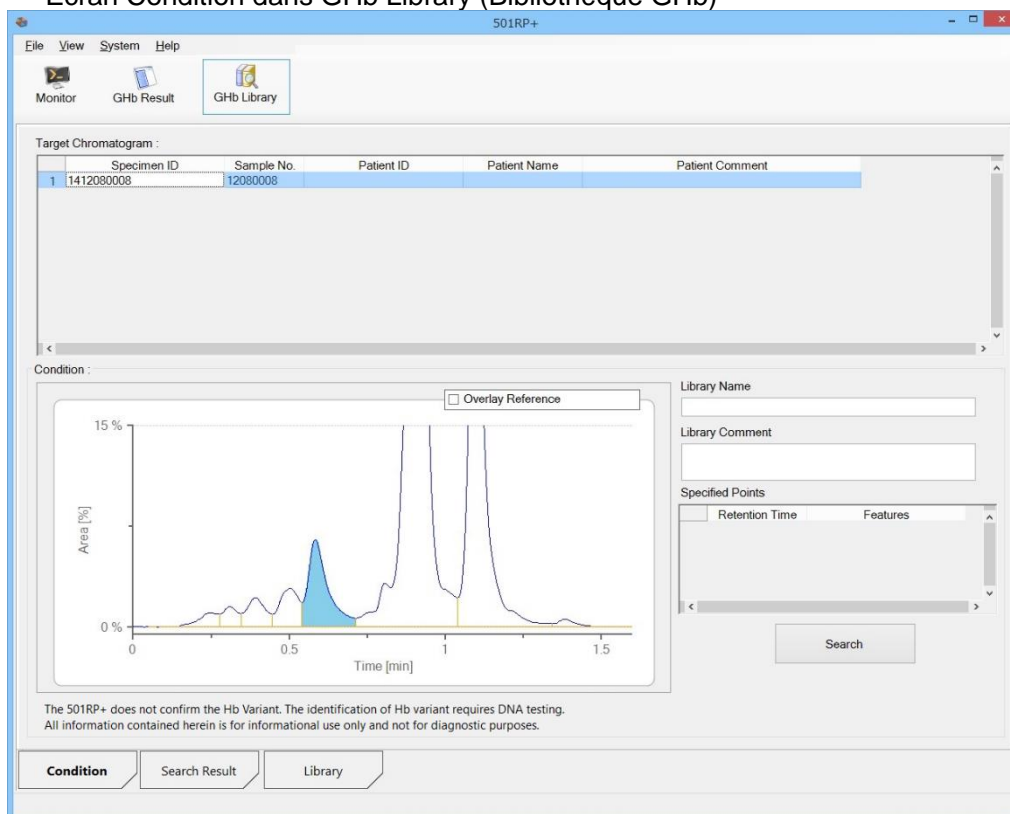 Ecran Condition dans GHb Library (Bibliothèque GHb)
501RP+
File View System Help
Monitor GHb Result GHb Library
Target Chromatogram :
Specimen ID Sample No. Patient ID Patient Name Patient Comment
1 1412080008 12080008
Condition :
Overlay Reference
Library Name
Library Comment
Specified Points
Retention Time Features
Search
15 %
Area [%]
0 %
0 0.5 1 1.5
Time [min]
The 501RP+ does not confirm the Hb Variant. The identification of Hb variant requires DNA testing.
All information contained herein is for informational use only and not for diagnostic purposes.
Condition Search Result Library